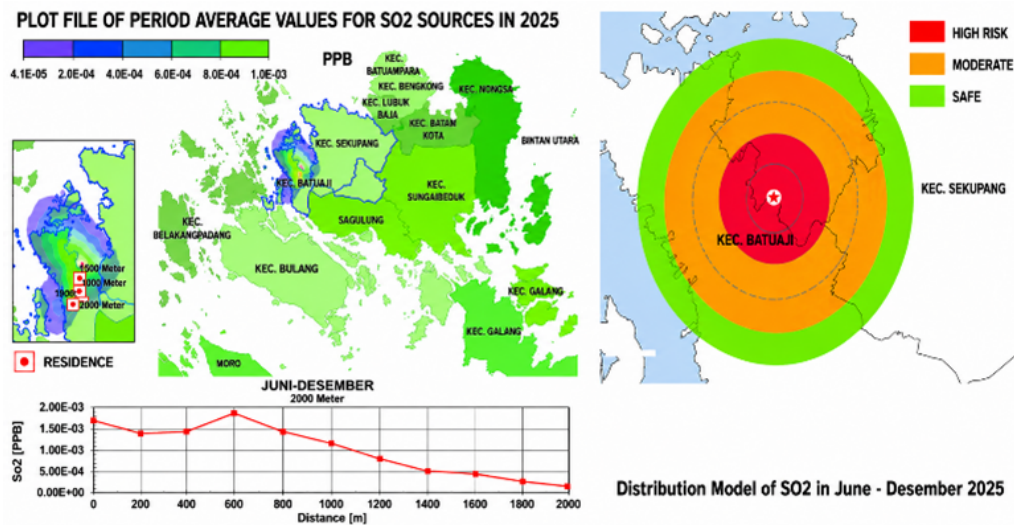 PLOT FILE OF PERIOD AVERAGE VALUES FOR SO2 SOURCES IN 2025
4.1E-05 2.0E-04 4.0E-04 6.0E-04 8.0E-04 1.0E-03
PPB
KEC.
BATUAMPARA
KEC. BENGKONG
KEC. NONGSA
KEC. LUBUK
BAJA
KEC. BATAM
KOTA
KEC. SEKUPANG
BINTAN UTARA
KEC. BATUAJI
KEC.
SUNGAIBEDUK
SAGULUNG
KEC.
BELAKANGPADANG
KEC. BULANG
KEC. GALANG
KEC. GALANG
MORO
1500 Meter
1000 Meter
2000 Meter
RESIDENCE
JUNI-DESEMBER
2000 Meter
So2 [PPB]
2.00E-03
1.50E-03
1.00E-03
5.00E-04
0.00E+00
0 200 400 600 800 1000 1200 1400 1600 1800 2000
Distance [m]
HIGH RISK
MODERATE
SAFE
KEC. SEKUPANG
KEC. BATUAJI
Distribution Model of SO2 in June - Desember 2025